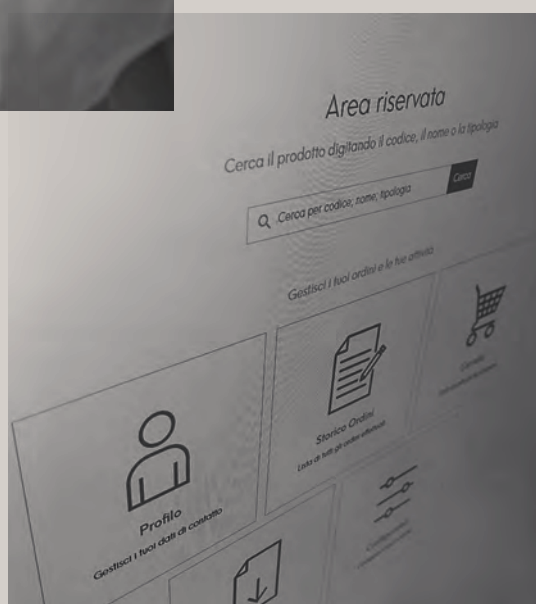 Area riservata
Cerca il prodotto digitando il codice, il nome o la tipologia
Cerca per codice, nome, tipologia
Cerca
Gestisci i tuoi ordini e le tue attività
Profilo
Gestisci i tuoi dati di contatto
Storico Ordini
Lista di tutti gli ordini effettuati